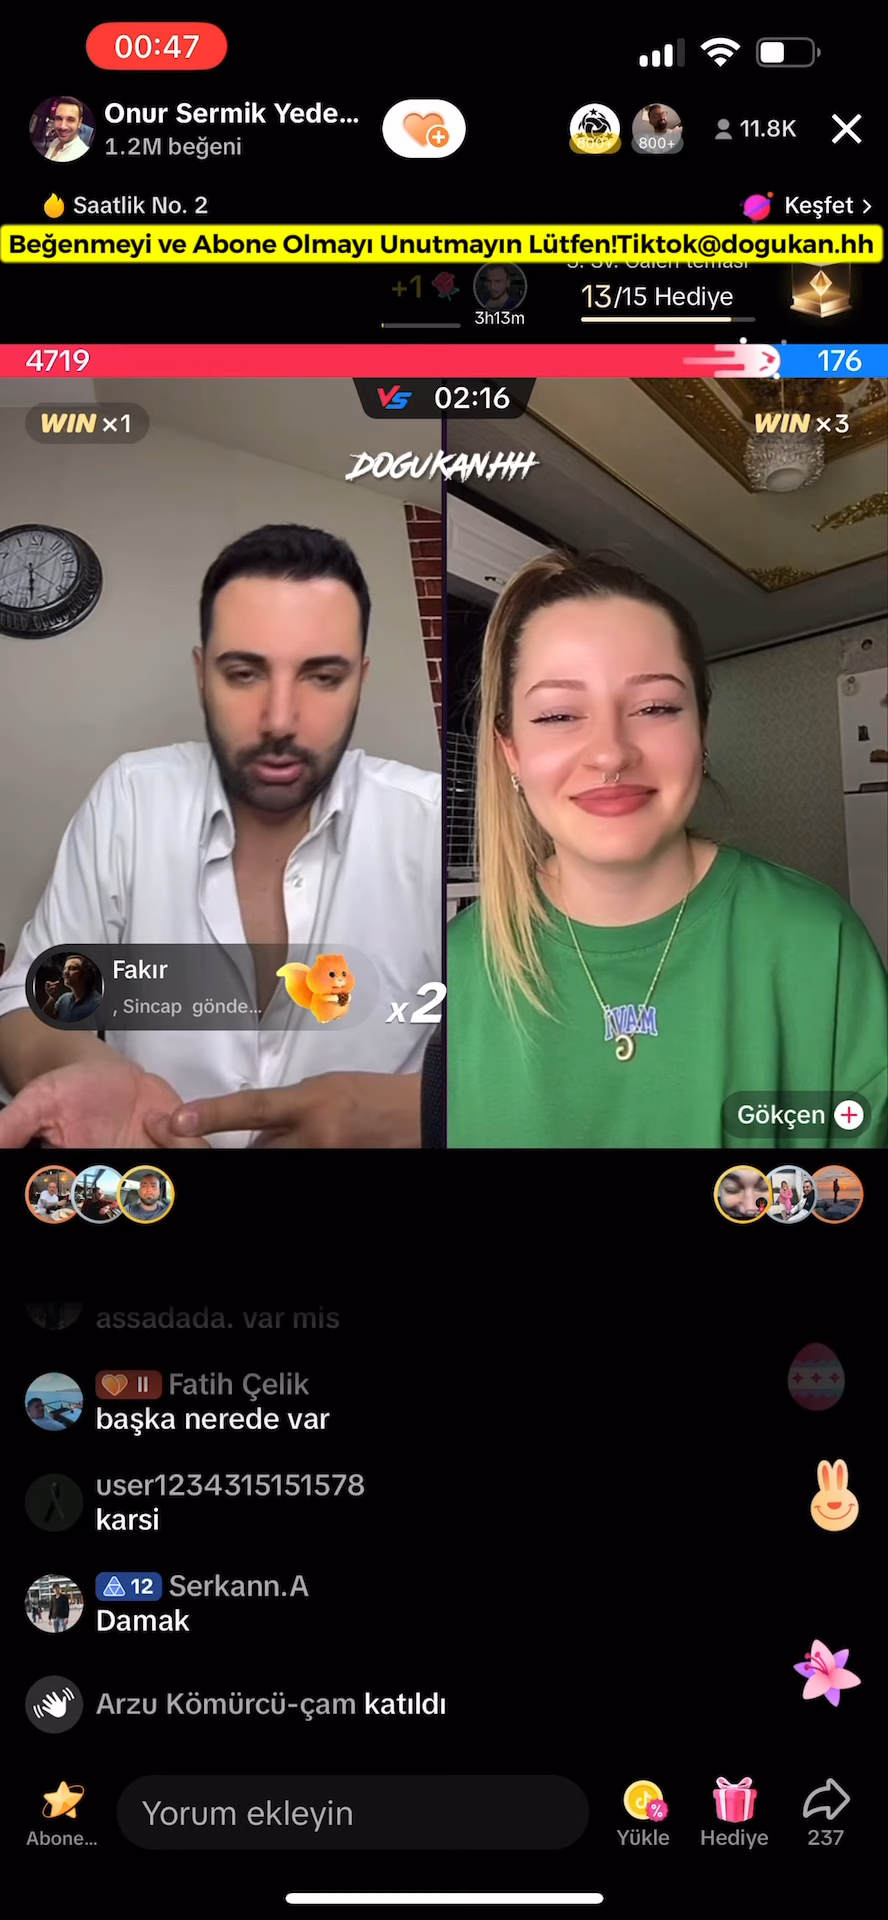 00:47
Onur Sermik Yede...
1.2M beğeni
800+
800+
11.8K
Saatlik No. 2
Keşfet >
Beğenmeyi ve Abone Olmayı Unutmayın Lütfen!Tiktok@dogukan.hh
+1
3h13m
13/15 Hediye
4719
176
VS 02:16
WIN x1
WIN x3
DOGUKAN.HH
Fakır
, Sincap gönde...
x2
Gökçen
assadada. var mis
II Fatih Çelik
başka nerede var
user1234315151578
karsi
12 Serkann.A
Damak
Arzu Kömürcü-çam katıldı
Abone...
Yorum ekleyin
Yükle
Hediye
237